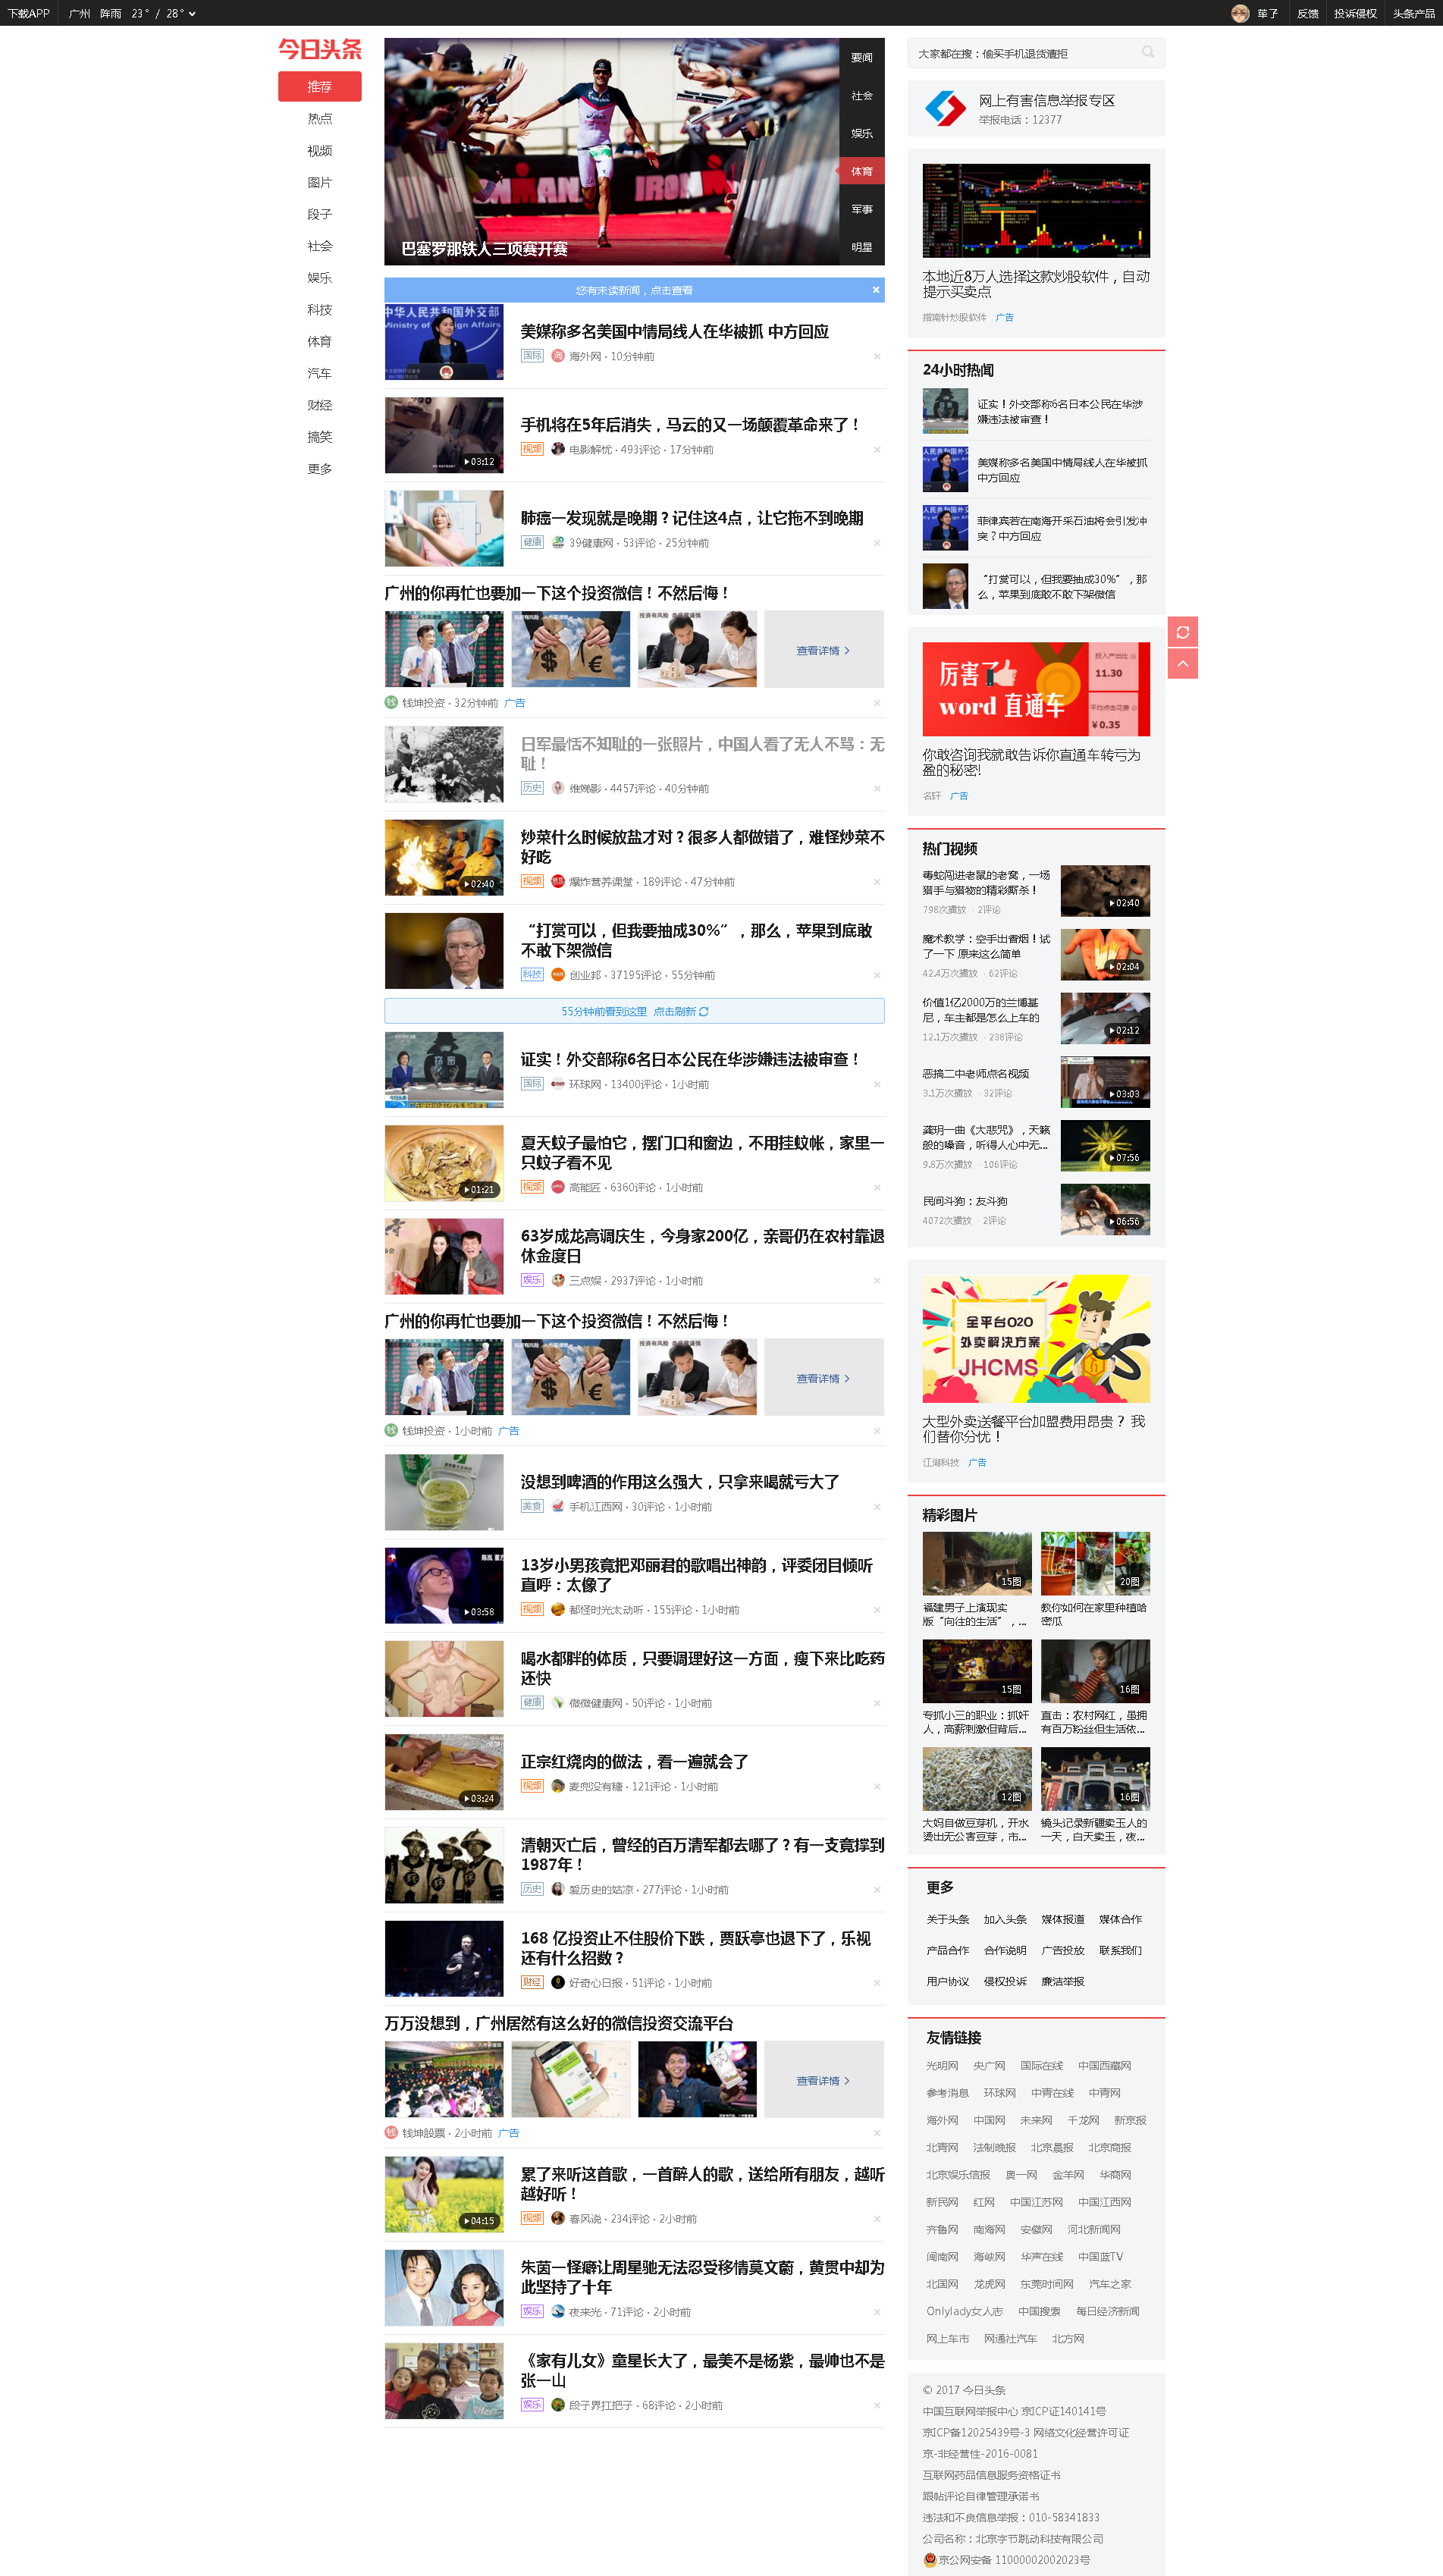 下载APP 广州 阵雨 23° / 28°
荤子 反馈 投诉侵权 头条产品
今日头条
推荐
热点
视频
图片
段子
社会
娱乐
科技
体育
汽车
财经
搞笑
更多
要闻
社会
娱乐
体育
军事
明星
巴塞罗那铁人三项赛开赛
您有未读新闻，点击查看
美媒称多名美国中情局线人在华被抓 中方回应
国际 海外网·10分钟前
03:12
手机将在5年后消失，马云的又一场颠覆革命来了！
视频 电影解忧·493评论·17分钟前
肺癌一发现就是晚期？记住这4点，让它拖不到晚期
健康 39健康网·53评论·25分钟前
广州的你再忙也要加一下这个投资微信！不然后悔！
查看详情
钱坤投资·32分钟前 广告
日军最恬不知耻的一张照片，中国人看了无人不骂：无
耻！
历史 维娴影·4457评论·40分钟前
02:40
炒菜什么时候放盐才对？很多人都做错了，难怪炒菜不
好吃
视频 爆炸营养课堂·189评论·47分钟前
“打赏可以，但我要抽成30%”，那么，苹果到底敢
不敢下架微信
科技 创业邦·37195评论·55分钟前
55分钟前看到这里 点击刷新
证实！外交部称6名日本公民在华涉嫌违法被审查！
国际 环球网·13400评论·1小时前
01:21
夏天蚊子最怕它，摆门口和窗边，不用挂蚊帐，家里一
只蚊子看不见
视频 高能匠·6360评论·1小时前
63岁成龙高调庆生，今身家200亿，亲哥仍在农村靠退
休金度日
娱乐 三点娱·2937评论·1小时前
广州的你再忙也要加一下这个投资微信！不然后悔！
查看详情
钱坤投资·1小时前 广告
没想到啤酒的作用这么强大，只拿来喝就亏大了
美食 手机江西网·30评论·1小时前
03:58
13岁小男孩竟把邓丽君的歌唱出神韵，评委闭目倾听
直呼：太像了
视频 都怪时光太动听·155评论·1小时前
喝水都胖的体质，只要调理好这一方面，瘦下来比吃药
还快
健康 微微健康网·50评论·1小时前
03:24
正宗红烧肉的做法，看一遍就会了
视频 麦兜没有糖·121评论·1小时前
清朝灭亡后，曾经的百万清军都去哪了？有一支竟撑到
1987年！
历史 爱历史的姑凉·277评论·1小时前
168 亿投资止不住股价下跌，贾跃亭也退下了，乐视
还有什么招数？
财经 好奇心日报·51评论·1小时前
万万没想到，广州居然有这么好的微信投资交流平台
查看详情
钱坤股票·2小时前 广告
04:15
累了来听这首歌，一首醉人的歌，送给所有朋友，越听
越好听！
视频 春风说·234评论·2小时前
朱茵一怪癖让周星驰无法忍受移情莫文蔚，黄贯中却为
此坚持了十年
娱乐 夜来光·71评论·2小时前
《家有儿女》童星长大了，最美不是杨紫，最帅也不是
张一山
娱乐 段子界扛把子·68评论·2小时前
大家都在搜：偷买手机退货遭拒
网上有害信息举报专区
举报电话：12377
本地近8万人选择这款炒股软件，自动
提示买卖点
指南针炒股软件 广告
24小时热闻
证实！外交部称6名日本公民在华涉
嫌违法被审查！
美媒称多名美国中情局线人在华被抓
中方回应
菲律宾若在南海开采石油将会引发冲
突？中方回应
“打赏可以，但我要抽成30%”，那
么，苹果到底敢不敢下架微信
厉害了
word 直通车
投入产出比
11.30
平均点击花费
¥0.35
你敢咨询我就敢告诉你直通车转亏为
盈的秘密!
名轩 广告
热门视频
毒蛇闯进老鼠的老窝，一场
猎手与猎物的精彩厮杀！
798次播放 · 2评论
02:40
魔术教学：空手出香烟！试
了一下 原来这么简单
42.4万次播放 · 62评论
02:04
价值1亿2000万的兰博基
尼，车主都是怎么上车的
12.1万次播放 · 238评论
02:12
恶搞二中老师点名视频
3.1万次播放 · 32评论
03:03
龚玥一曲《大悲咒》，天籁
般的嗓音，听得人心中无...
9.8万次播放 · 106评论
07:56
民间斗狗：友斗狗
4072次播放 · 2评论
06:56
全平台O2O
外卖解决方案
JHCMS
大型外卖送餐平台加盟费用昂贵？ 我
们替你分忧！
江湖科技 广告
精彩图片
15图 20图
福建男子上演现实
版“向往的生活”，...
教你如何在家里种植哈
密瓜
15图 16图
专抓小三的职业：抓奸
人，高薪刺激但背后...
直击：农村网红，虽拥
有百万粉丝但生活依...
12图 16图
大妈自做豆芽机，开水
烫出无公害豆芽，市...
镜头记录新疆卖玉人的
一天，白天卖玉，夜...
更多
关于头条 加入头条 媒体报道 媒体合作
产品合作 合作说明 广告投放 联系我们
用户协议 侵权投诉 廉洁举报
友情链接
光明网 央广网 国际在线 中国西藏网
参考消息 环球网 中青在线 中青网
海外网 中国网 未来网 千龙网 新京报
北青网 法制晚报 北京晨报 北京商报
北京娱乐信报 奥一网 金羊网 华商网
新民网 红网 中国江苏网 中国江西网
齐鲁网 南海网 安徽网 河北新闻网
闽南网 海峡网 华声在线 中国蓝TV
北国网 龙虎网 东莞时间网 汽车之家
Onlylady女人志 中国搜索 每日经济新闻
网上车市 网通社汽车 北方网
© 2017 今日头条
中国互联网举报中心 京ICP证140141号
京ICP备12025439号-3 网络文化经营许可证
京-非经营性-2016-0081
互联网药品信息服务资格证书
跟帖评论自律管理承诺书
违法和不良信息举报：010-58341833
公司名称：北京字节跳动科技有限公司
京公网安备 11000002002023号